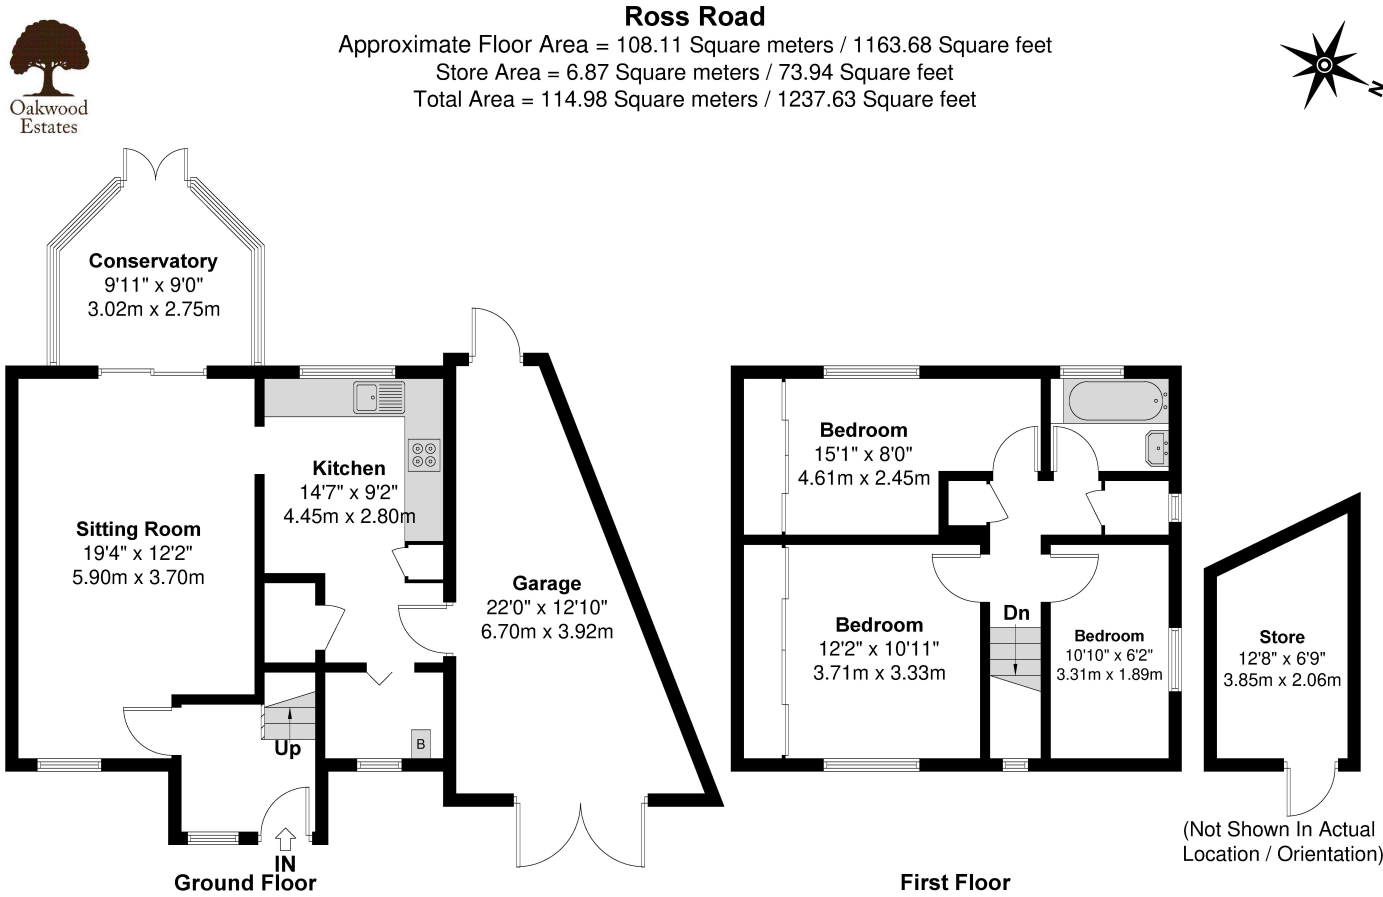 Ross Road
Approximate Floor Area = 108.11 Square meters / 1163.68 Square feet
Store Area = 6.87 Square meters / 73.94 Square feet
Total Area = 114.98 Square meters / 1237.63 Square feet
Oakwood
Estates
N
Conservatory
9'11" x 9'0"
3.02m x 2.75m
Kitchen
14'7" x 9'2"
4.45m x 2.80m
Sitting Room
19'4" x 12'2"
5.90m x 3.70m
Garage
22'0" x 12'10"
6.70m x 3.92m
Up
B
IN
Ground Floor
Bedroom
15'1" x 8'0"
4.61m x 2.45m
Bedroom
12'2" x 10'11"
3.71m x 3.33m
Dn
Bedroom
10'10" x 6'2"
3.31m x 1.89m
First Floor
Store
12'8" x 6'9"
3.85m x 2.06m
(Not Shown In Actual
Location / Orientation)